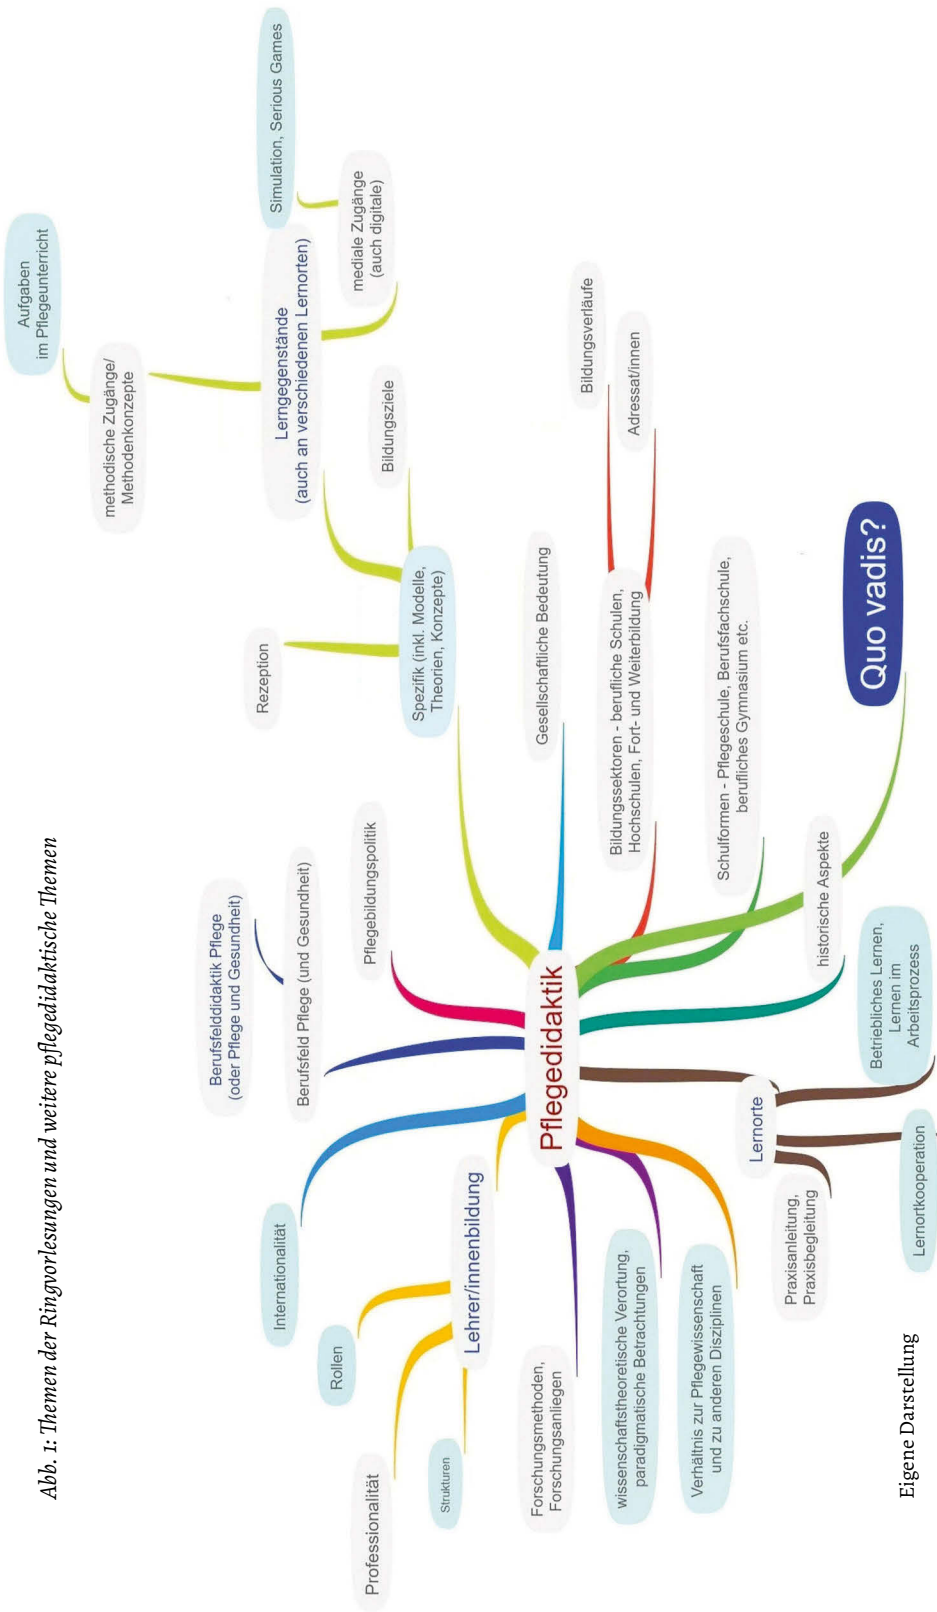 Abb. 1: Themen der Ringvorlesungen und weitere pflegedidaktische Themen
Aufgaben
im Pflegeunterricht
methodische Zugänge/
Methodenkonzepte
Simulation, Serious Games
Lerngegenstände
(auch an verschiedenen Lernorten)
mediale Zugänge
(auch digitale)
Bildungsziele
Rezeption
Spezifik (inkl. Modelle,
Theorien, Konzepte)
Berufsfelddidaktik Pflege
(oder Pflege und Gesundheit)
Berufsfeld Pflege (und Gesundheit)
Pflegebildungspolitik
Internationalität
Rollen
Professionalität
Strukturen
Lehrer/innenbildung
Pflegedidaktik
Gesellschaftliche Bedeutung
Bildungsverläufe
Adressat/innen
Bildungssektoren - berufliche Schulen,
Hochschulen, Fort- und Weiterbildung
Schulformen - Pflegeschule, Berufsfachschule,
berufliches Gymnasium etc.
Quo vadis?
historische Aspekte
Forschungsmethoden,
Forschungsanliegen
wissenschaftstheoretische Verortung,
paradigmatische Betrachtungen
Verhältnis zur Pflegewissenschaft
und zu anderen Disziplinen
Lernorte
Praxisanleitung,
Praxisbegleitung
Betriebliches Lernen,
Lernen im
Arbeitsprozess
Lernortkooperation
Eigene Darstellung